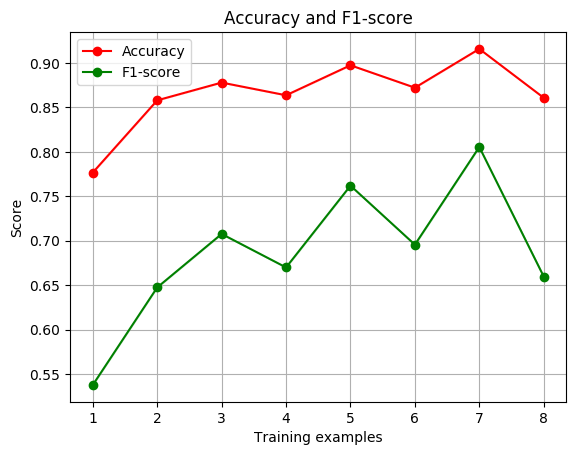 Accuracy and F1-score
Accuracy
F1-score
Score
0.90
0.85
0.80
0.75
0.70
0.65
0.60
0.55
1 2 3 4 5 6 7 8
Training examples